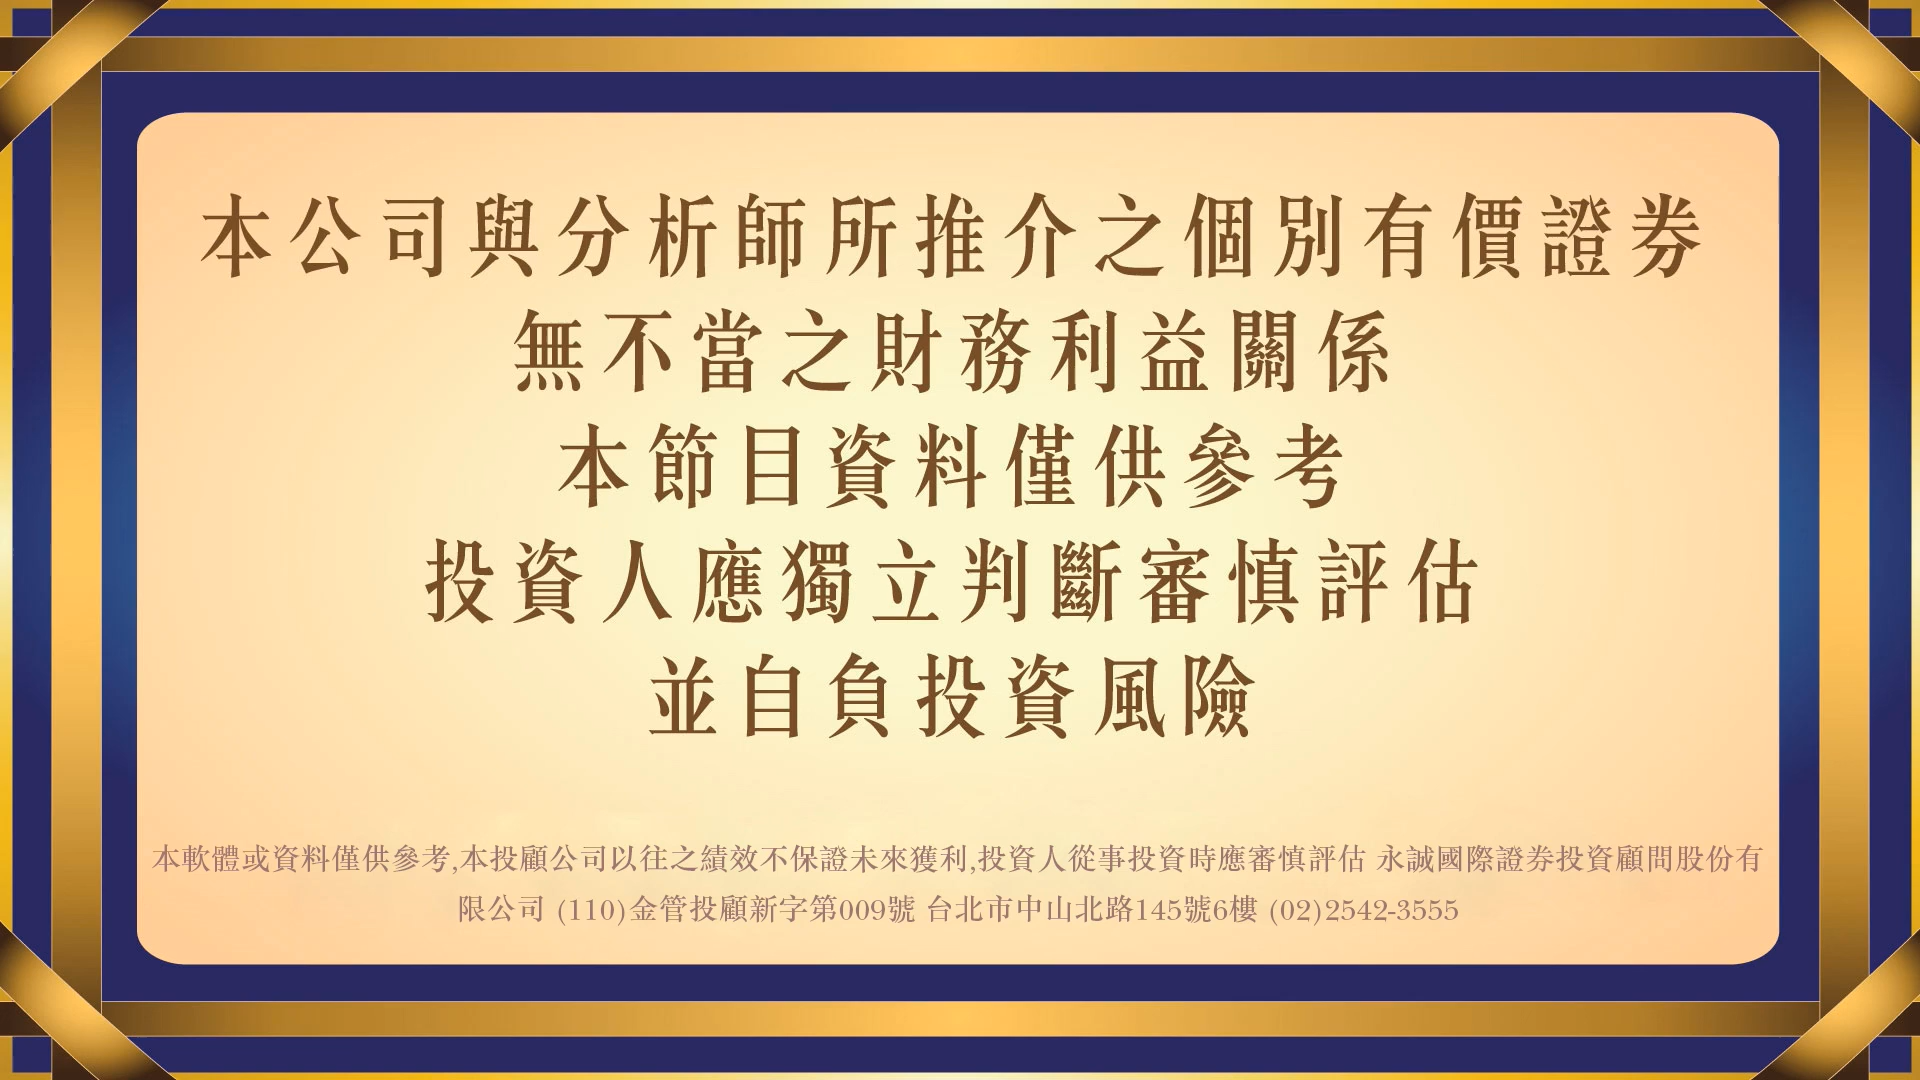 本公司與分析師所推介之個別有價證券
無不當之財務利益關係
本節目資料僅供參考
投資人應獨立判斷審慎評估
並自負投資風險
本軟體或資料僅供參考,本投顧公司以往之績效不保證未來獲利,投資人從事投資時應審慎評估 永誠國際證券投資顧問股份有
限公司 (110)金管投顧新字第009號 台北市中山北路145號6樓 (02)2542-3555